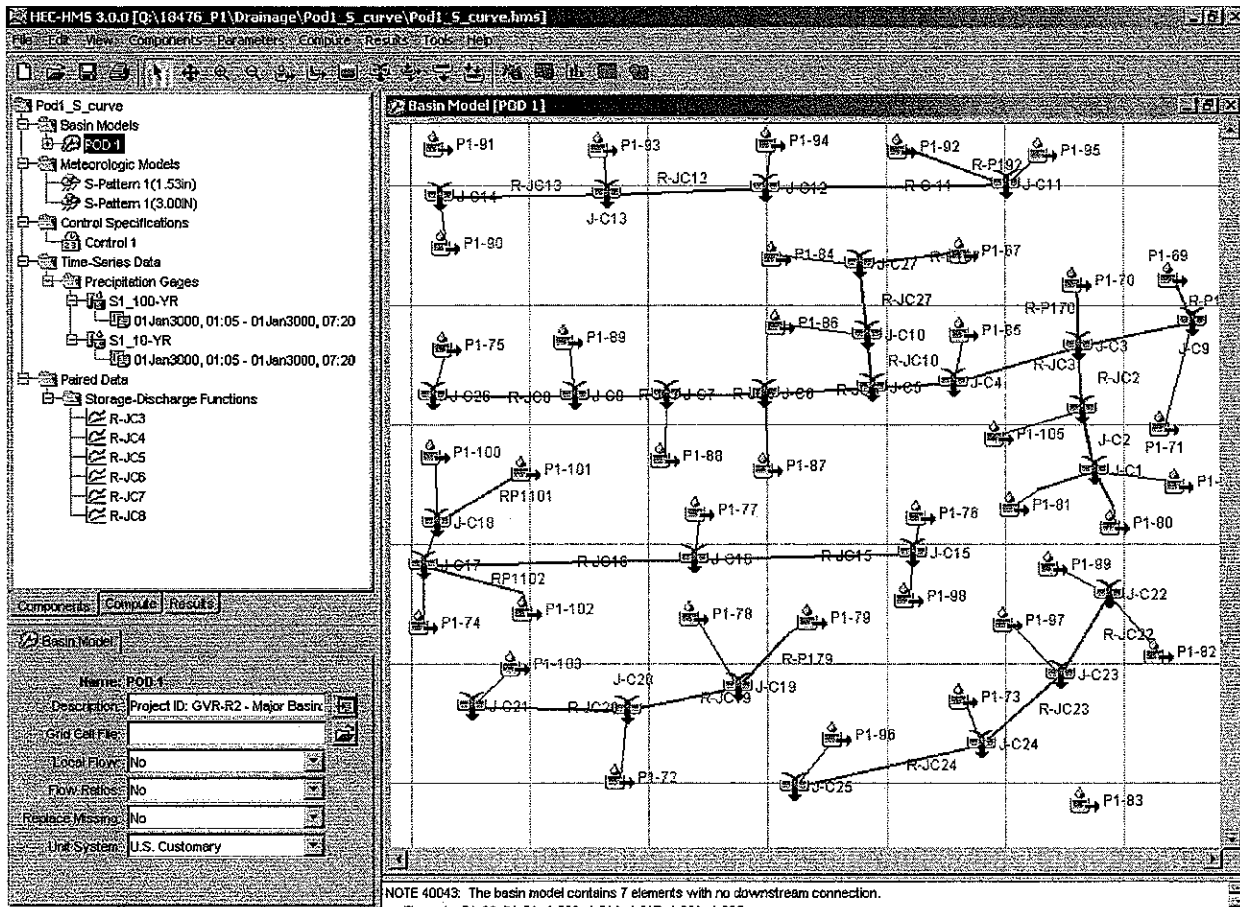 HEC-HMS 3.0.0 [Q:\18476_P1\Drainage\Pod1_S_curve\Pod1_S_curve.hms]
File Edit View Components Parameters Compute Results Tools Help
Pod1_S_curve
Basin Models
POD 1
Meteorologic Models
S-Pattern 1(1.53in)
S-Pattern 1(3.00IN)
Control Specifications
Control 1
Time-Series Data
Precipitation Gages
S1_100-YR
01Jan3000, 01:05 - 01Jan3000, 07:20
S1_10-YR
01Jan3000, 01:05 - 01Jan3000, 07:20
Paired Data
Storage-Discharge Functions
R-JC3
R-JC4
R-JC5
R-JC6
R-JC7
R-JC8
Components Compute Results
Basin Model
Name: POD 1
Description: Project ID: GVR-R2 - Major Basin:
Grid Cell File:
Local Flow: No
Flow Ratios: No
Replace Missing: No
Unit System: U.S. Customary
Basin Model [POD 1]
P1-91 P1-93 P1-94 P1-92 P1-95
R-P192
J-C14 R-JC13 R-JC12 J-C12 J-C11
J-C13
P1-90
P1-84 J-C27 P1-67
P1-70 P1-69
R-JC27 R-P170 R-P1
P1-75 P1-89 P1-86 J-C10 P1-85 J-C3 J-C9
R-JC10 R-JC3 R-JC2
J-C26 J-C8 J-C7 J-C6 J-C5 J-C4
P1-105 P1-71
J-C2
P1-100 P1-101 P1-88 P1-87 J-C1
RP1101
P1-77 P1-76 P1-81 P1-80
J-C18
J-C17 R-JC16 J-C16 R-JC15 J-C15
RP1102 P1-99
J-C22
P1-74 P1-102 P1-78 P1-79 P1-98 P1-97
R-JC22
P1-82
P1-103 R-P179
J-C20 J-C19 J-C23
J-C21 R-JC20 R-JC19 P1-73 R-JC23
P1-96 J-C24
P1-72 R-JC24
J-C25
P1-83
NOTE 40043: The basin model contains 7 elements with no downstream connection.